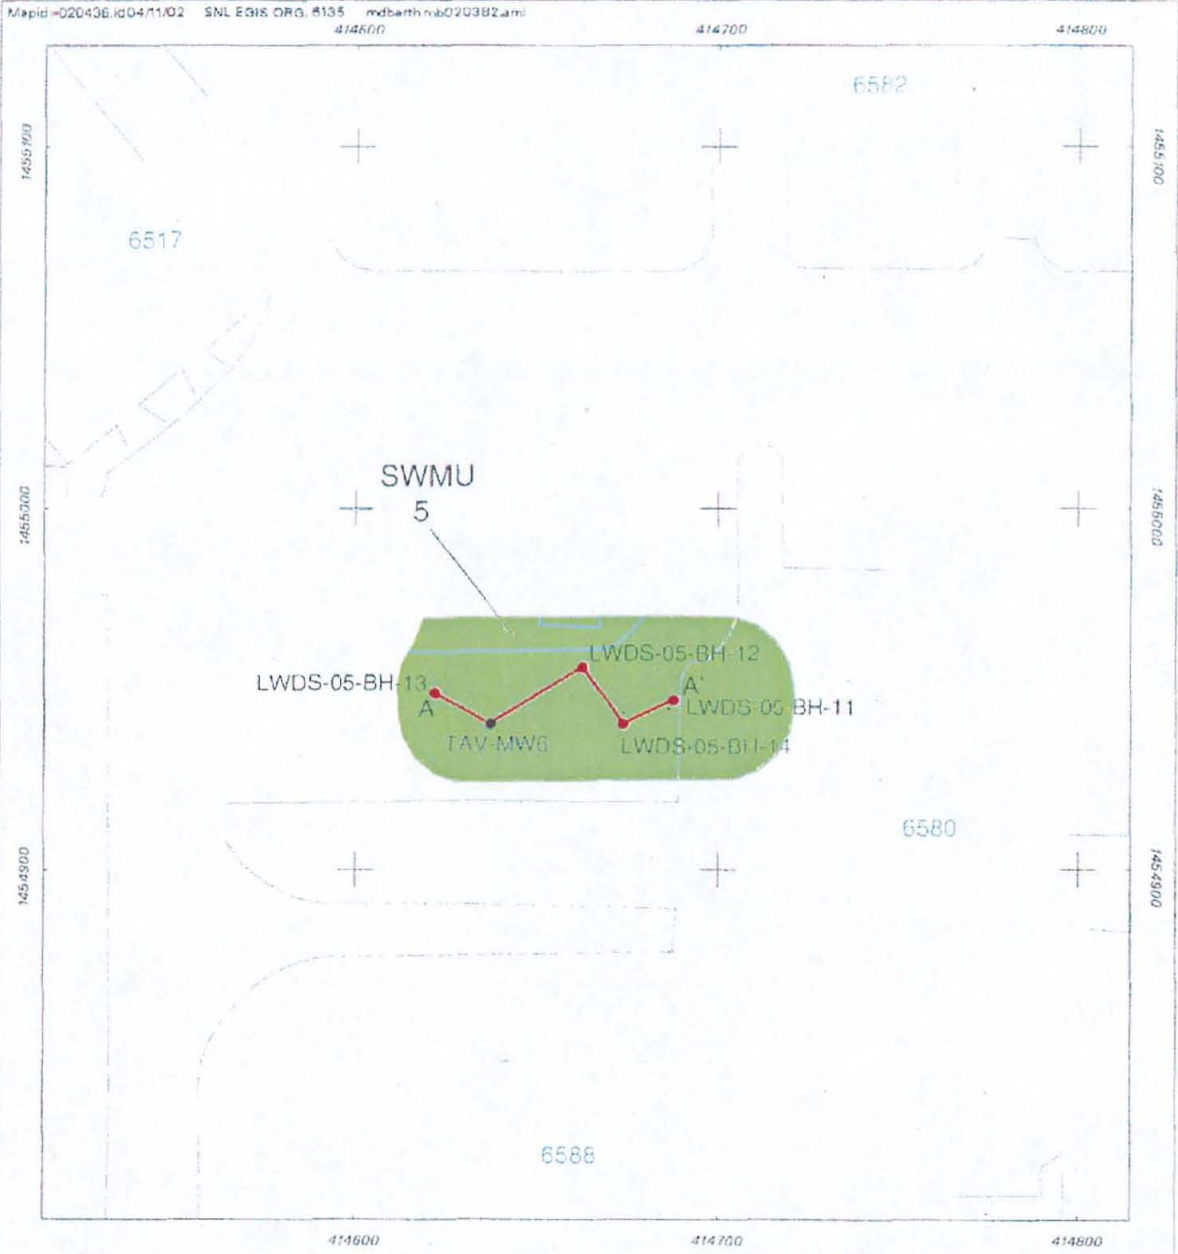 Mapid=020436.id 04/11/02 SNL EGIS ORG. 6135 mdbarth mb020382.aml
414600 414700 414800
6582
1455100 1455100
6517
SWMU
5
1455000 1455000
LWDS-05-BH-12
LWDS-05-BH-13
A'
A
LWDS-05-BH-11
TAV-MW6 LWDS-05-BH-14
6580
1454900 1454900
6588
414600 414700 414800